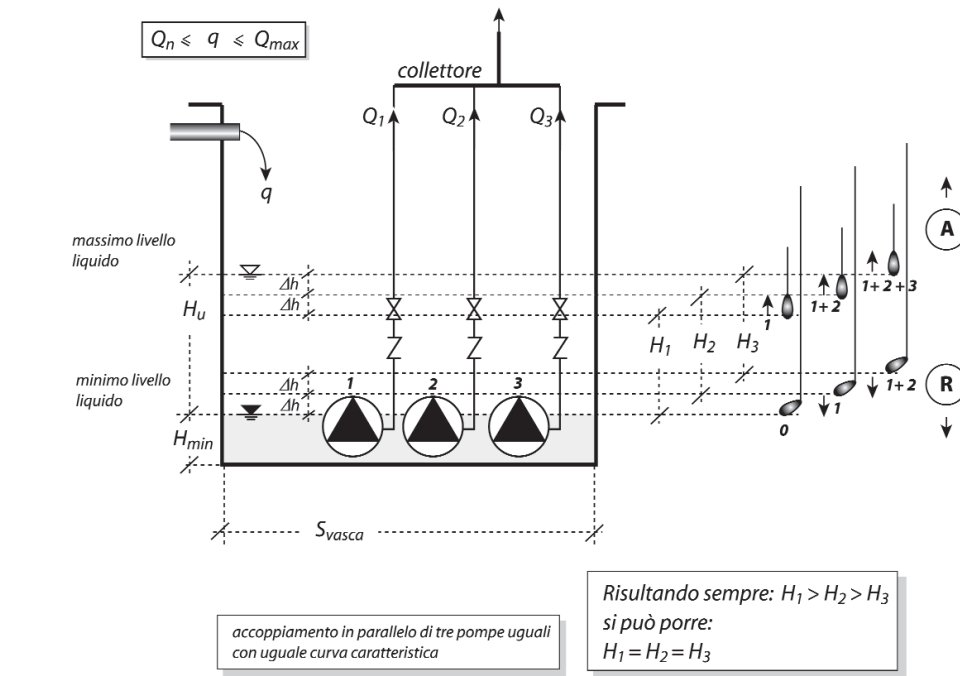 Qn ≤ q ≤ Qmax
collettore
Q1 Q2 Q3
q
A
massimo livello
liquido
Δh
Δh
Hu
1 1+2 1+2+3
H1 H2 H3
minimo livello
liquido
Δh
Δh
1 2 3
0 1 1+2
R
Hmin
Svasca
Risultando sempre: H1 > H2 > H3
si può porre:
H1 = H2 = H3
accoppiamento in parallelo di tre pompe uguali
con uguale curva caratteristica